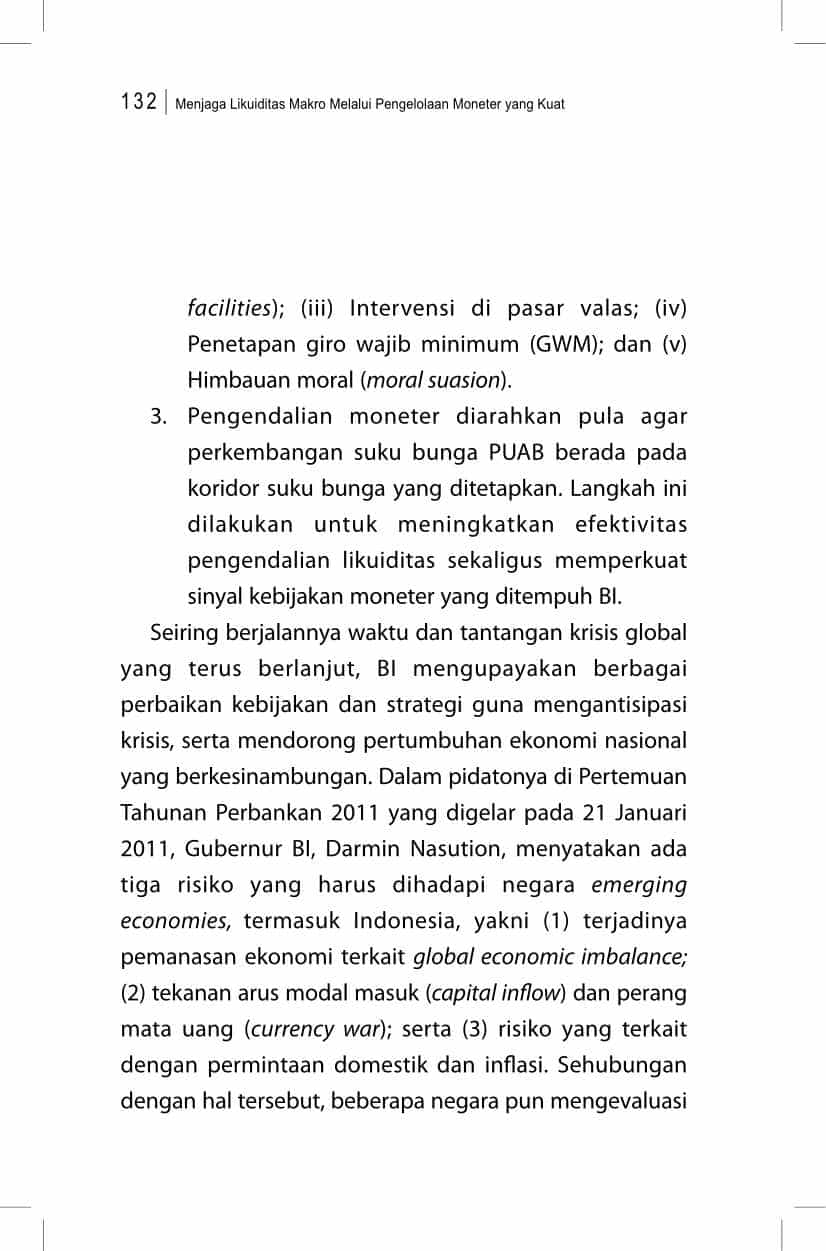 132 | Menjaga Likuiditas Makro Melalui Pengelolaan Moneter yang Kuat
facilities); (iii) Intervensi di pasar valas; (iv)
Penetapan giro wajib minimum (GWM); dan (v)
Himbauan moral (moral suasion).
3. Pengendalian moneter diarahkan pula agar
perkembangan suku bunga PUAB berada pada
koridor suku bunga yang ditetapkan. Langkah ini
dilakukan untuk meningkatkan efektivitas
pengendalian likuiditas sekaligus memperkuat
sinyal kebijakan moneter yang ditempuh BI.
Seiring berjalannya waktu dan tantangan krisis global
yang terus berlanjut, BI mengupayakan berbagai
perbaikan kebijakan dan strategi guna mengantisipasi
krisis, serta mendorong pertumbuhan ekonomi nasional
yang berkesinambungan. Dalam pidatonya di Pertemuan
Tahunan Perbankan 2011 yang digelar pada 21 Januari
2011, Gubernur BI, Darmin Nasution, menyatakan ada
tiga risiko yang harus dihadapi negara emerging
economies, termasuk Indonesia, yakni (1) terjadinya
pemanasan ekonomi terkait global economic imbalance;
(2) tekanan arus modal masuk (capital inflow) dan perang
mata uang (currency war); serta (3) risiko yang terkait
dengan permintaan domestik dan inflasi. Sehubungan
dengan hal tersebut, beberapa negara pun mengevaluasi